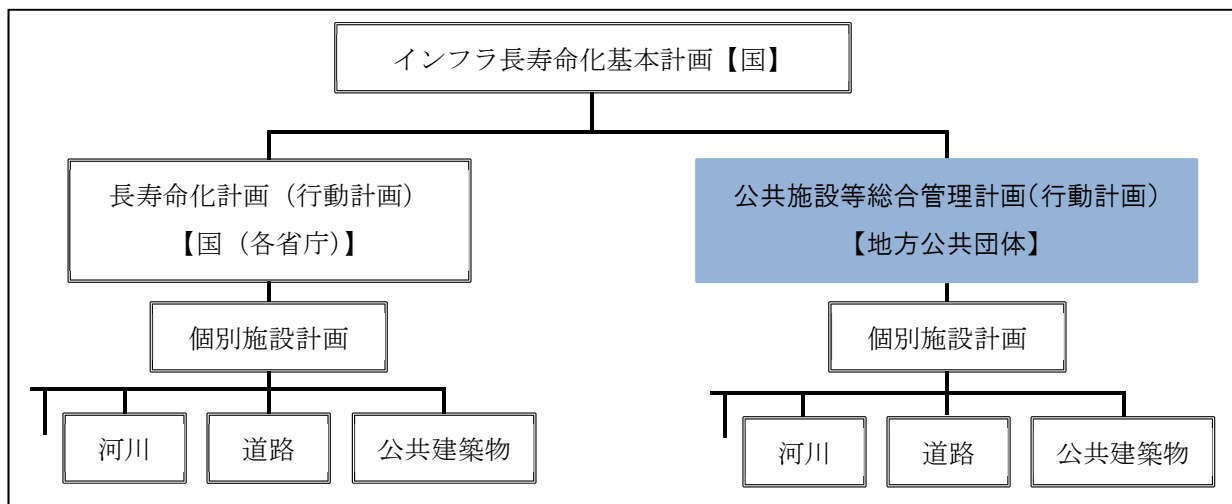 インフラ長寿命化基本計画【国】
長寿命化計画（行動計画）
【国（各省庁）】
公共施設等総合管理計画（行動計画）
【地方公共団体】
個別施設計画
個別施設計画
河川
道路
公共建築物
河川
道路
公共建築物